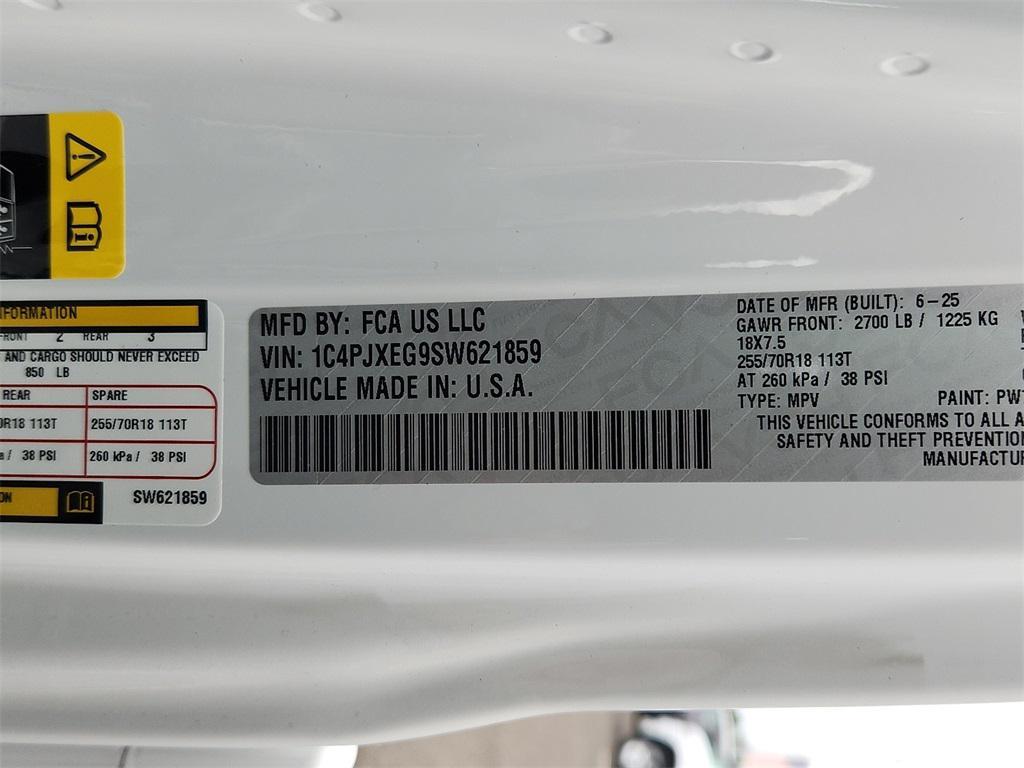 NFORMATION
FRONT 2 REAR 3
AND CARGO SHOULD NEVER EXCEED
850 LB
REAR SPARE
0R18 113T 255/70R18 113T
a / 38 PSI 260 kPa / 38 PSI
ON
SW621859
MFD BY: FCA US LLC
VIN: 1C4PJXEG9SW621859
VEHICLE MADE IN: U.S.A.
DATE OF MFR (BUILT): 6-25
GAWR FRONT: 2700 LB / 1225 KG
18X7.5
255/70R18 113T
AT 260 kPa / 38 PSI
TYPE: MPV PAINT: PW
THIS VEHICLE CONFORMS TO ALL A
SAFETY AND THEFT PREVENTION
MANUFACTUR